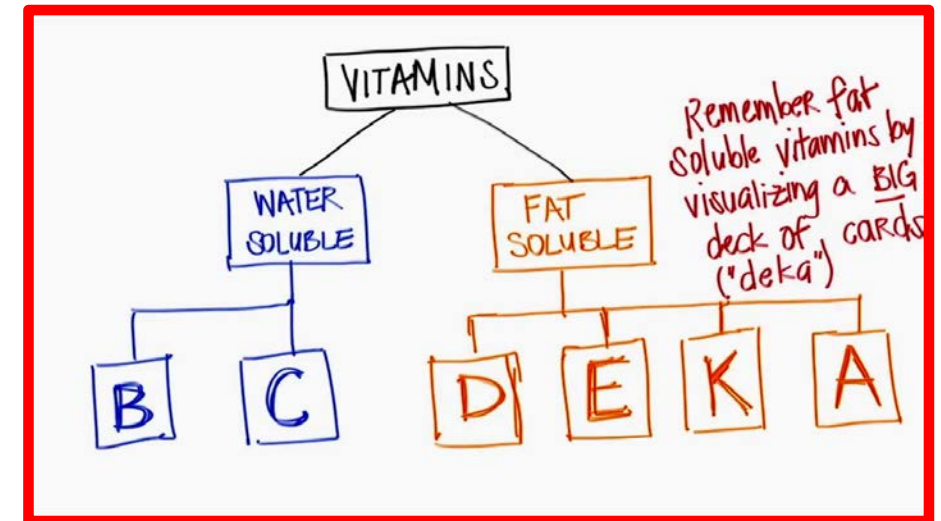 VITAMINS
Remember fat
soluble vitamins by
visualizing a BIG
deck of cards
("deka")
WATER
SOLUBLE
FAT
SOLUBLE
B
C
D
E
K
A